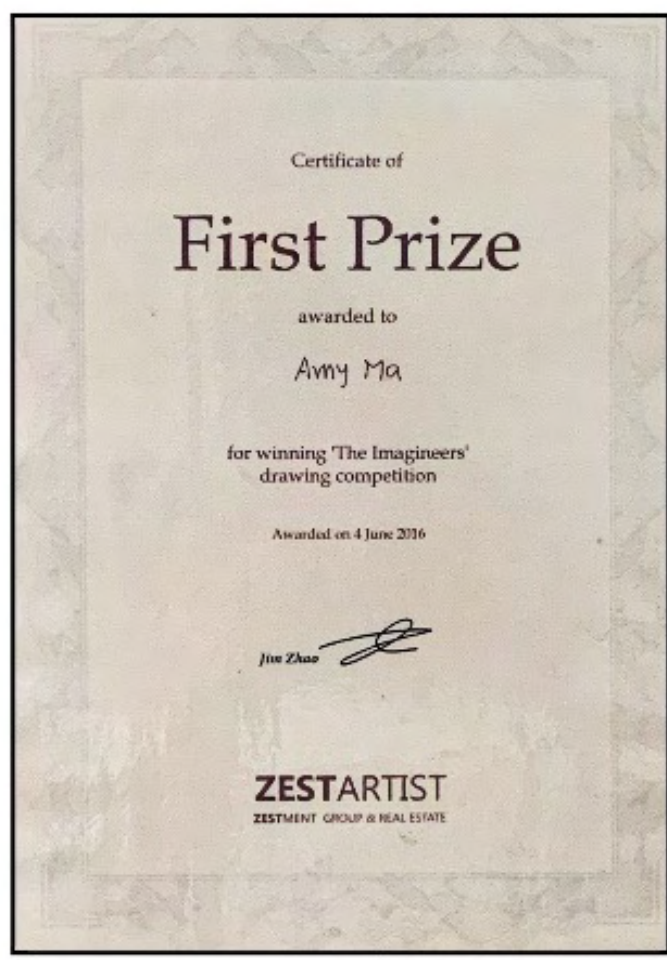 Certificate of
First Prize
awarded to
Amy Ma
for winning 'The Imagineers'
drawing competition
Awarded on 4 June 2016
Jim Zhao
ZESTARTIST
ZESTMENT GROUP & REAL ESTATE